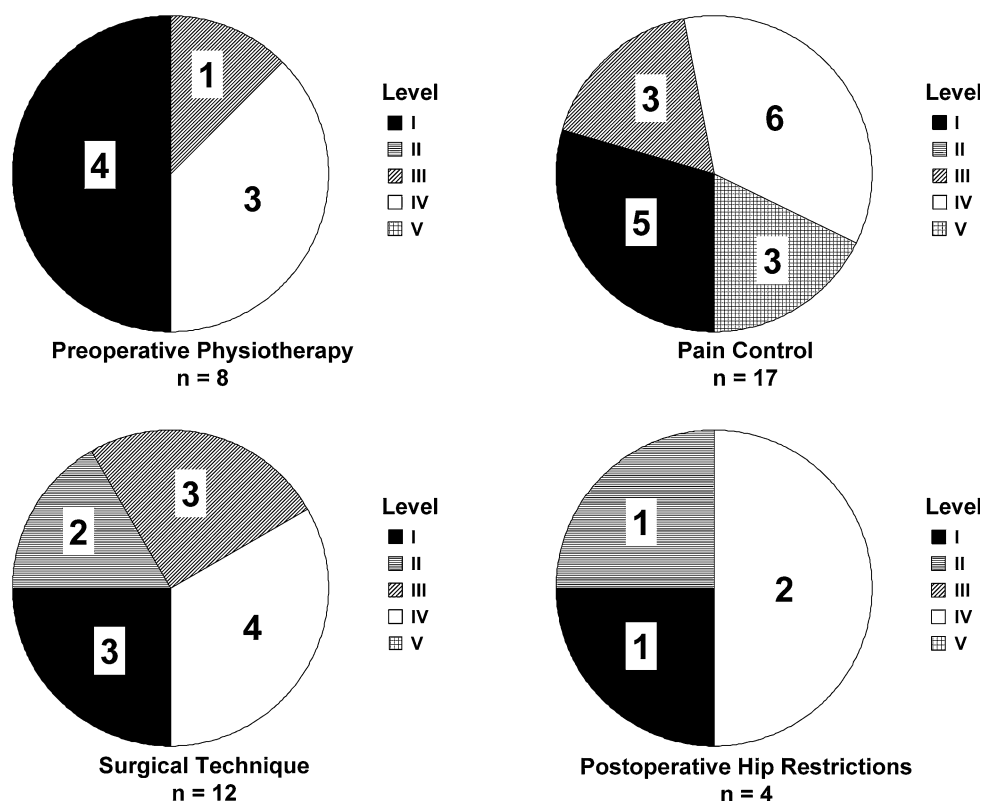 1
4
3
Level
I
II
III
IV
V
Preoperative Physiotherapy
n = 8
3
6
5
3
Level
I
II
III
IV
V
Pain Control
n = 17
3
2
3
4
Level
I
II
III
IV
V
Surgical Technique
n = 12
1
2
1
Level
I
II
III
IV
V
Postoperative Hip Restrictions
n = 4